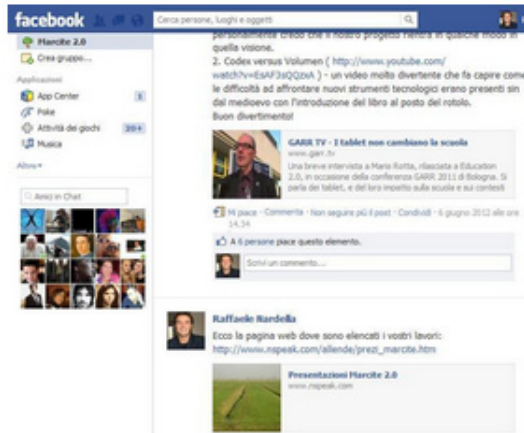 facebook
Cerca persone, luoghi e oggetti
Marcite 2.0
Crea gruppo...
Applicazioni
App Center 1
Poke
Attività dei giochi 20+
Musica
Altro
Amici in Chat
personalmente credo che il nostro progetto rientra in qualche modo in
quella visione.
2. Codex versus Volumen ( http://www.youtube.com/
) - un video molto divertente che fa capire come
le difficoltà ad affrontare nuovi strumenti tecnologici erano presenti sin
dal medioevo con l'introduzione del libro al posto del rotolo.
Buon divertimento!
GARR TV - I tablet non cambiano la scuola
www.garr.tv
Una breve intervista a Mario Rotta, rilasciata a Education
2.0, in occasione della conferenza GARR 2011 di Bologna. Si
parla dei tablet, e del loro impatto sulla scuola e sui contesti
Mi piace · Commenta · Non seguire più il post · Condividi · 6 giugno 2012 alle ore
14.34
A 6 persone piace questo elemento.
Scrivi un commento...
Raffaele Nardella
Ecco la pagina web dove sono elencati i vostri lavori:
http://www.nspeak.com/allende/prezi_marcite.htm
Presentazioni Marcite 2.0
www.nspeak.com